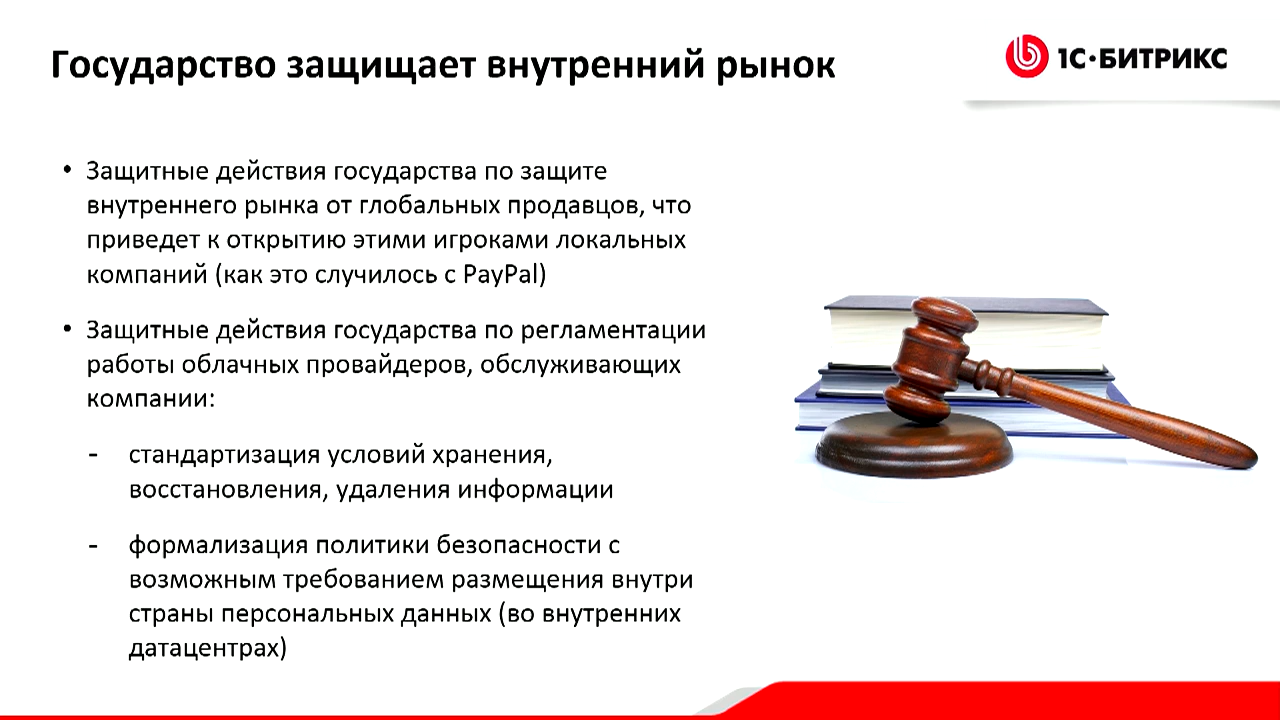 Государство защищает внутренний рынок
1С•БИТРИКС
• Защитные действия государства по защите
внутреннего рынка от глобальных продавцов, что
приведет к открытию этими игроками локальных
компаний (как это случилось с PayPal)
• Защитные действия государства по регламентации
работы облачных провайдеров, обслуживающих
компании:
- стандартизация условий хранения,
восстановления, удаления информации
- формализация политики безопасности с
возможным требованием размещения внутри
страны персональных данных (во внутренних
датацентрах)